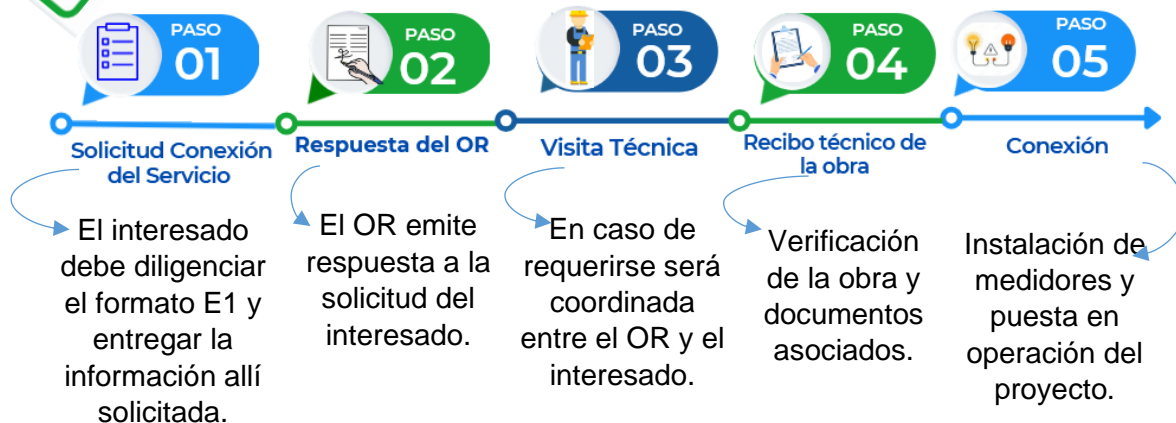 PASO
01
Solicitud Conexión
del Servicio
El interesado
debe diligenciar
el formato E1 y
entregar la
información allí
solicitada.
PASO
02
Respuesta del OR
El OR emite
respuesta a la
solicitud del
interesado.
PASO
03
Visita Técnica
En caso de
requerirse será
coordinada
entre el OR y el
interesado.
PASO
04
Recibo técnico de
la obra
Verificación
de la obra y
documentos
asociados.
PASO
05
Conexión
Instalación de
medidores y
puesta en
operación del
proyecto.